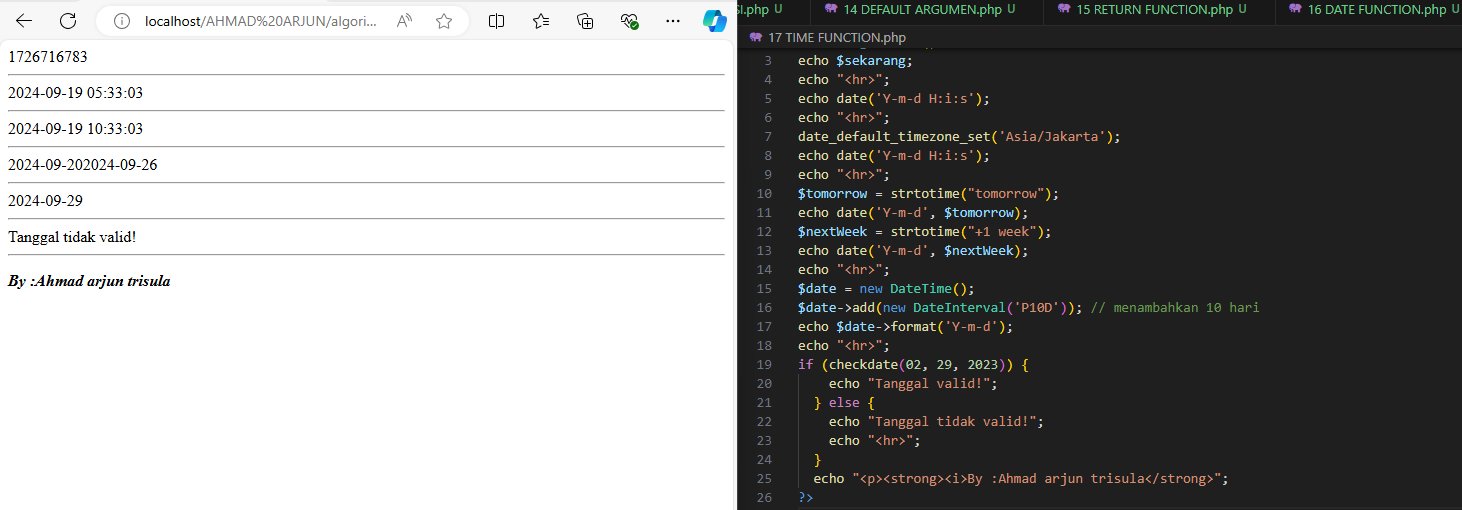 localhost/AHMAD%20ARJUN/algori...
1726716783
2024-09-19 05:33:03
2024-09-19 10:33:03
2024-09-202024-09-26
2024-09-29
Tanggal tidak valid!
By :Ahmad arjun trisula
SI.php U 14 DEFAULT ARGUMEN.php U 15 RETURN FUNCTION.php U 16 DATE FUNCTION.php U
17 TIME FUNCTION.php
3 echo $sekarang;
4 echo "<hr>";
5 echo date('Y-m-d H:i:s');
6 echo "<hr>";
7 date_default_timezone_set('Asia/Jakarta');
8 echo date('Y-m-d H:i:s');
9 echo "<hr>";
10 $tomorrow = strtotime("tomorrow");
11 echo date('Y-m-d', $tomorrow);
12 $nextWeek = strtotime("+1 week");
13 echo date('Y-m-d', $nextWeek);
14 echo "<hr>";
15 $date = new DateTime();
16 $date->add(new DateInterval('P10D')); // menambahkan 10 hari
17 echo $date->format('Y-m-d');
18 echo "<hr>";
19 if (checkdate(02, 29, 2023)) {
20 echo "Tanggal valid!";
21 } else {
22 echo "Tanggal tidak valid!";
23 echo "<hr>";
24 }
25 echo "<p><strong><i>By :Ahmad arjun trisula</strong>";
26 ?>